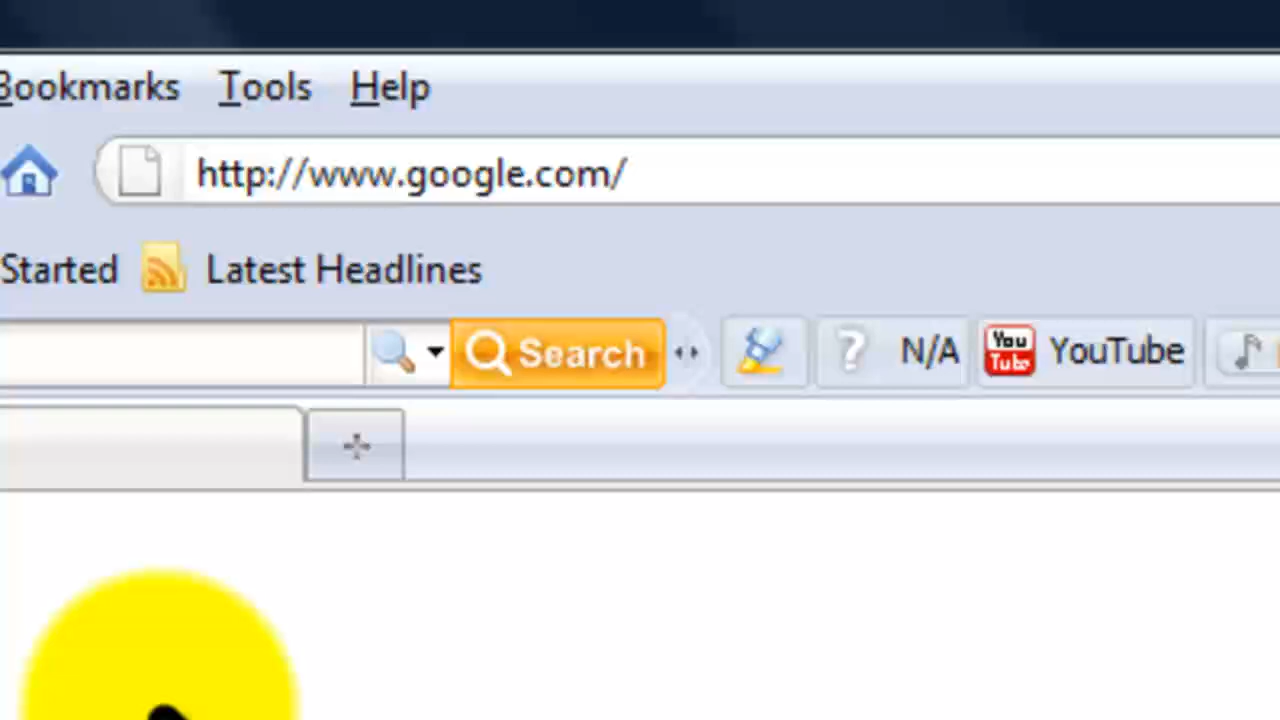 Bookmarks Tools Help
http://www.google.com/
Started Latest Headlines
Search N/A You Tube YouTube